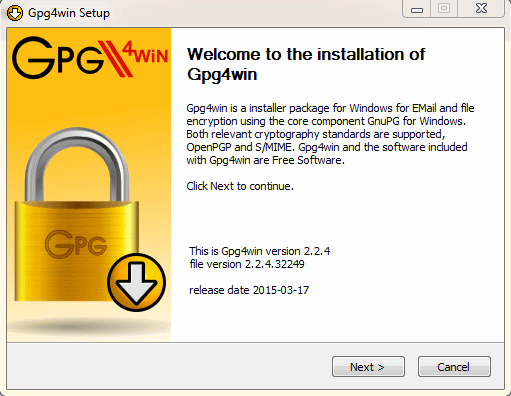 Gpg4win Setup
GPG4WIN
Welcome to the installation of
Gpg4win
Gpg4win is a installer package for Windows for EMail and file
encryption using the core component GnuPG for Windows.
Both relevant cryptography standards are supported,
OpenPGP and S/MIME. Gpg4win and the software included
with Gpg4win are Free Software.
Click Next to continue.
GPG
This is Gpg4win version 2.2.4
file version 2.2.4.32249
release date 2015-03-17
Next >
Cancel